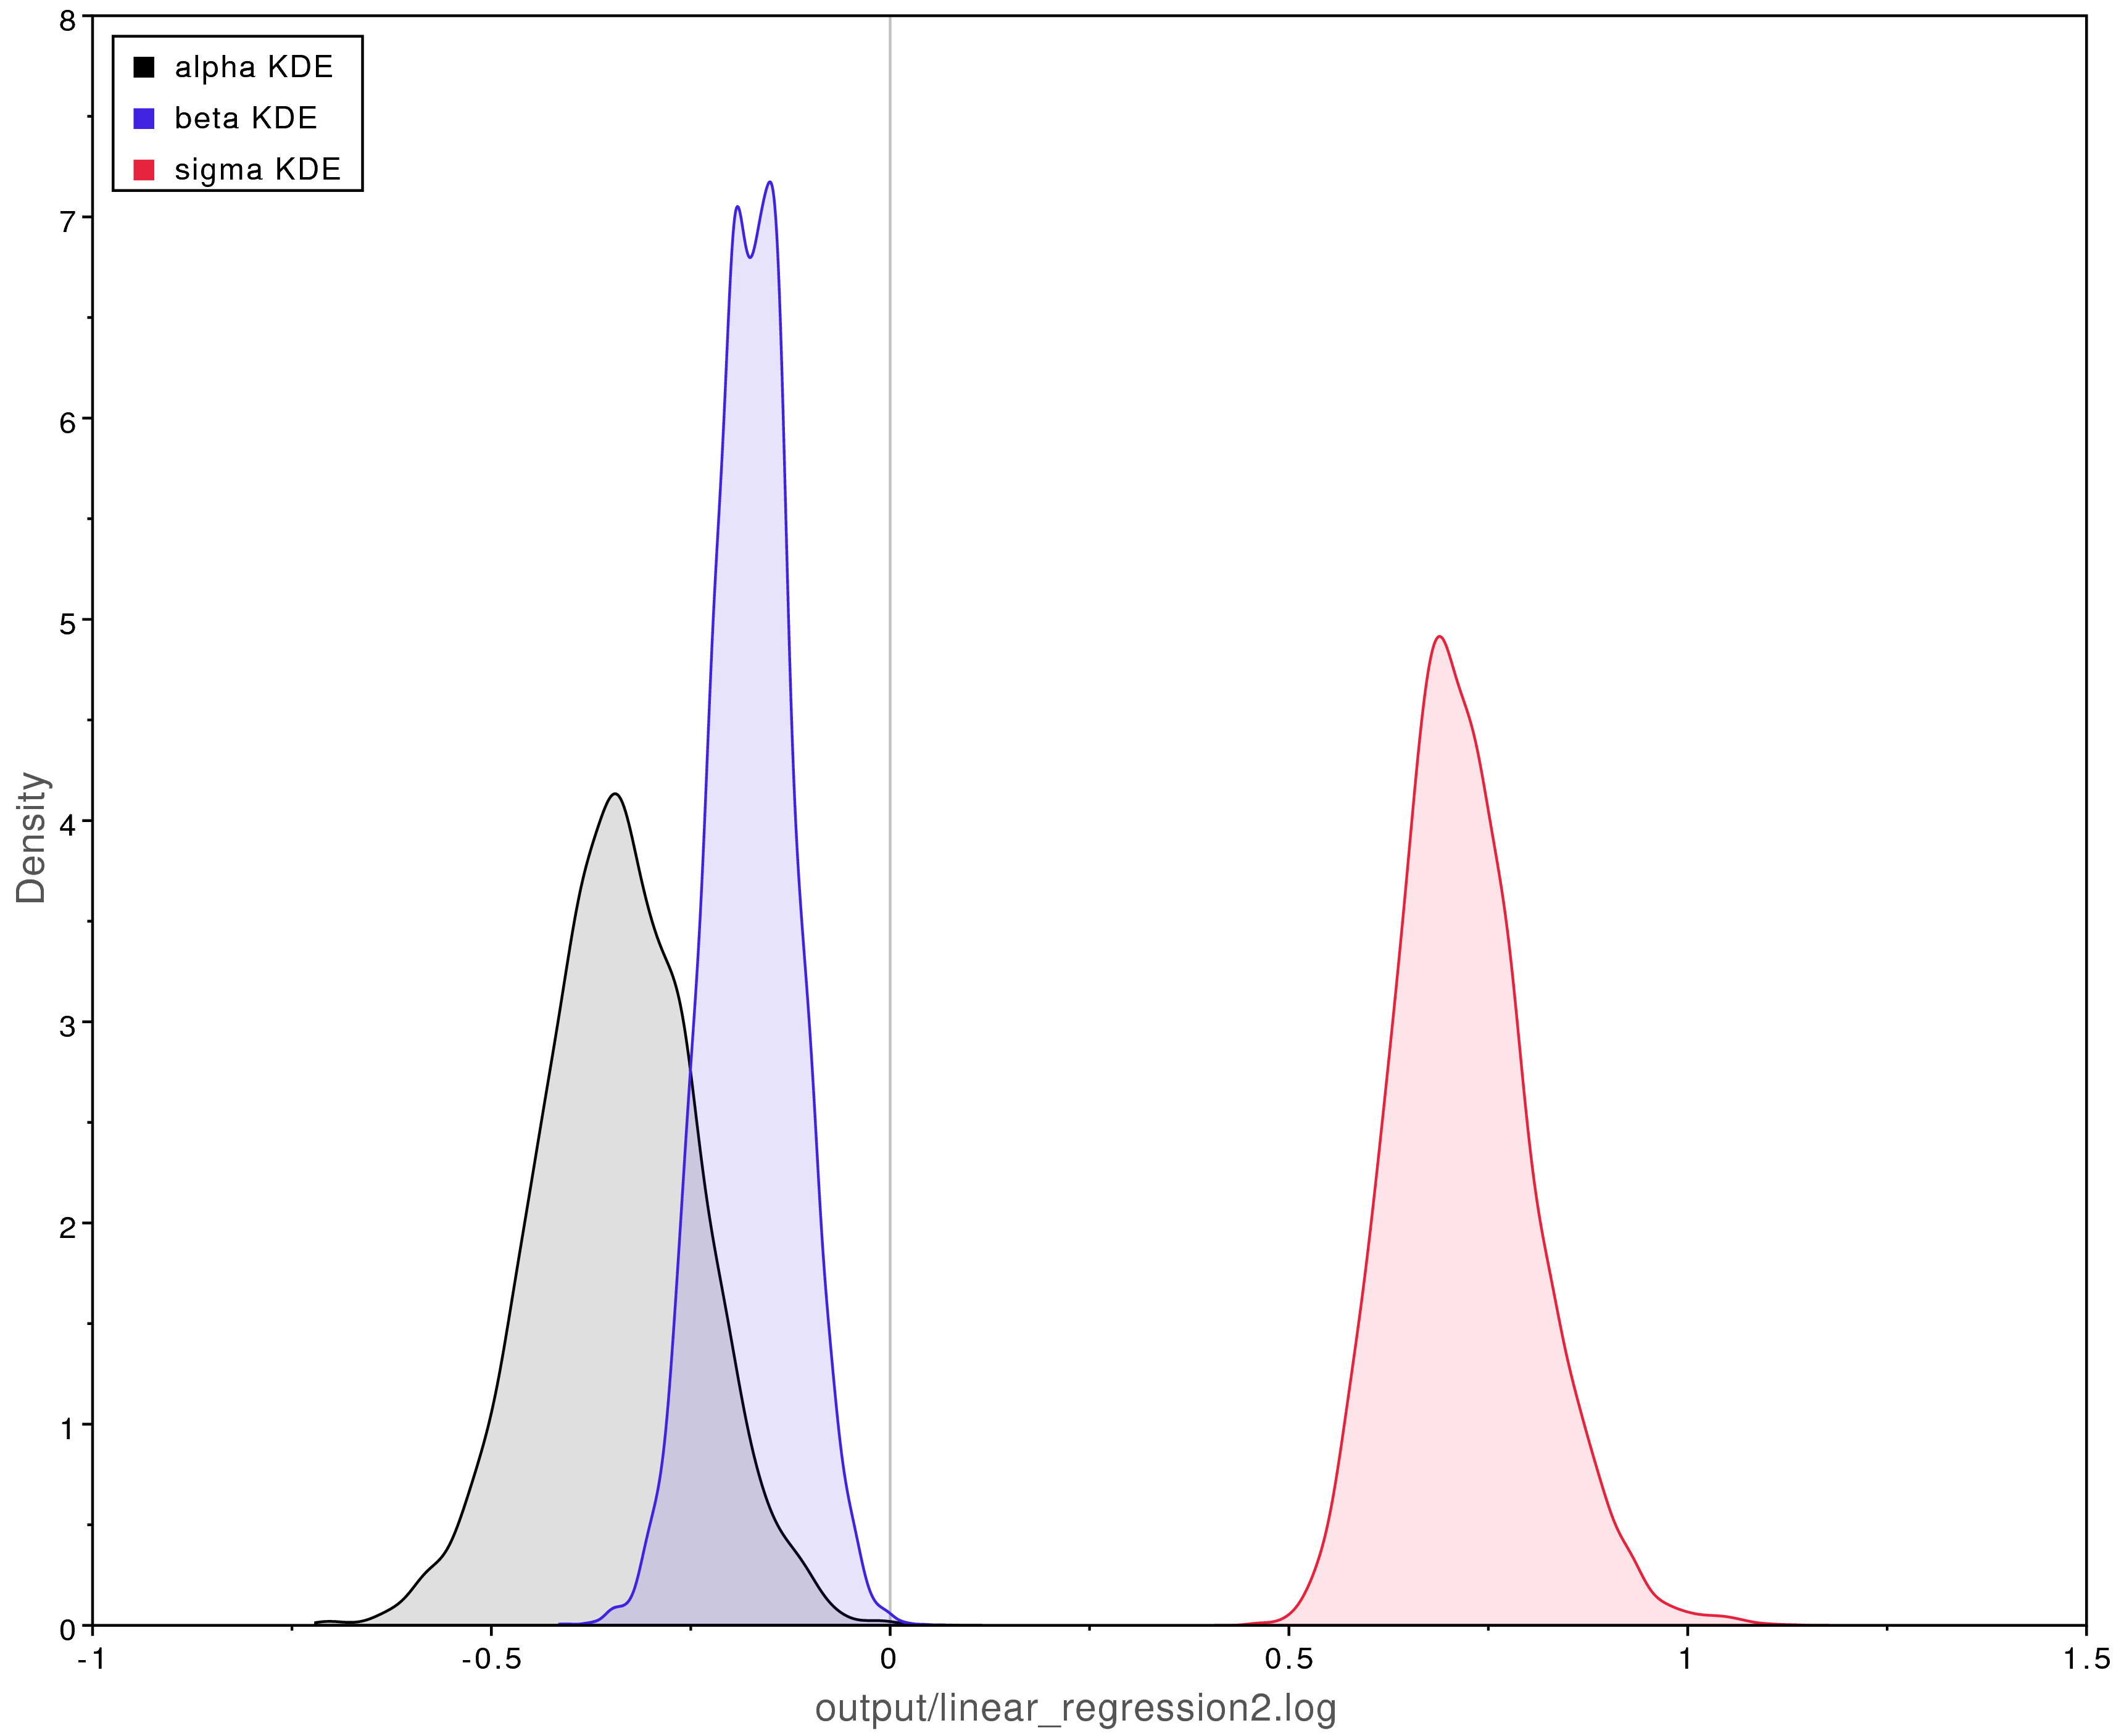 8
alpha KDE
beta KDE
sigma KDE
7
6
5
4
3
2
1
0
Density
-1 -0.5 0 0.5 1 1.5
output/linear_regression2.log